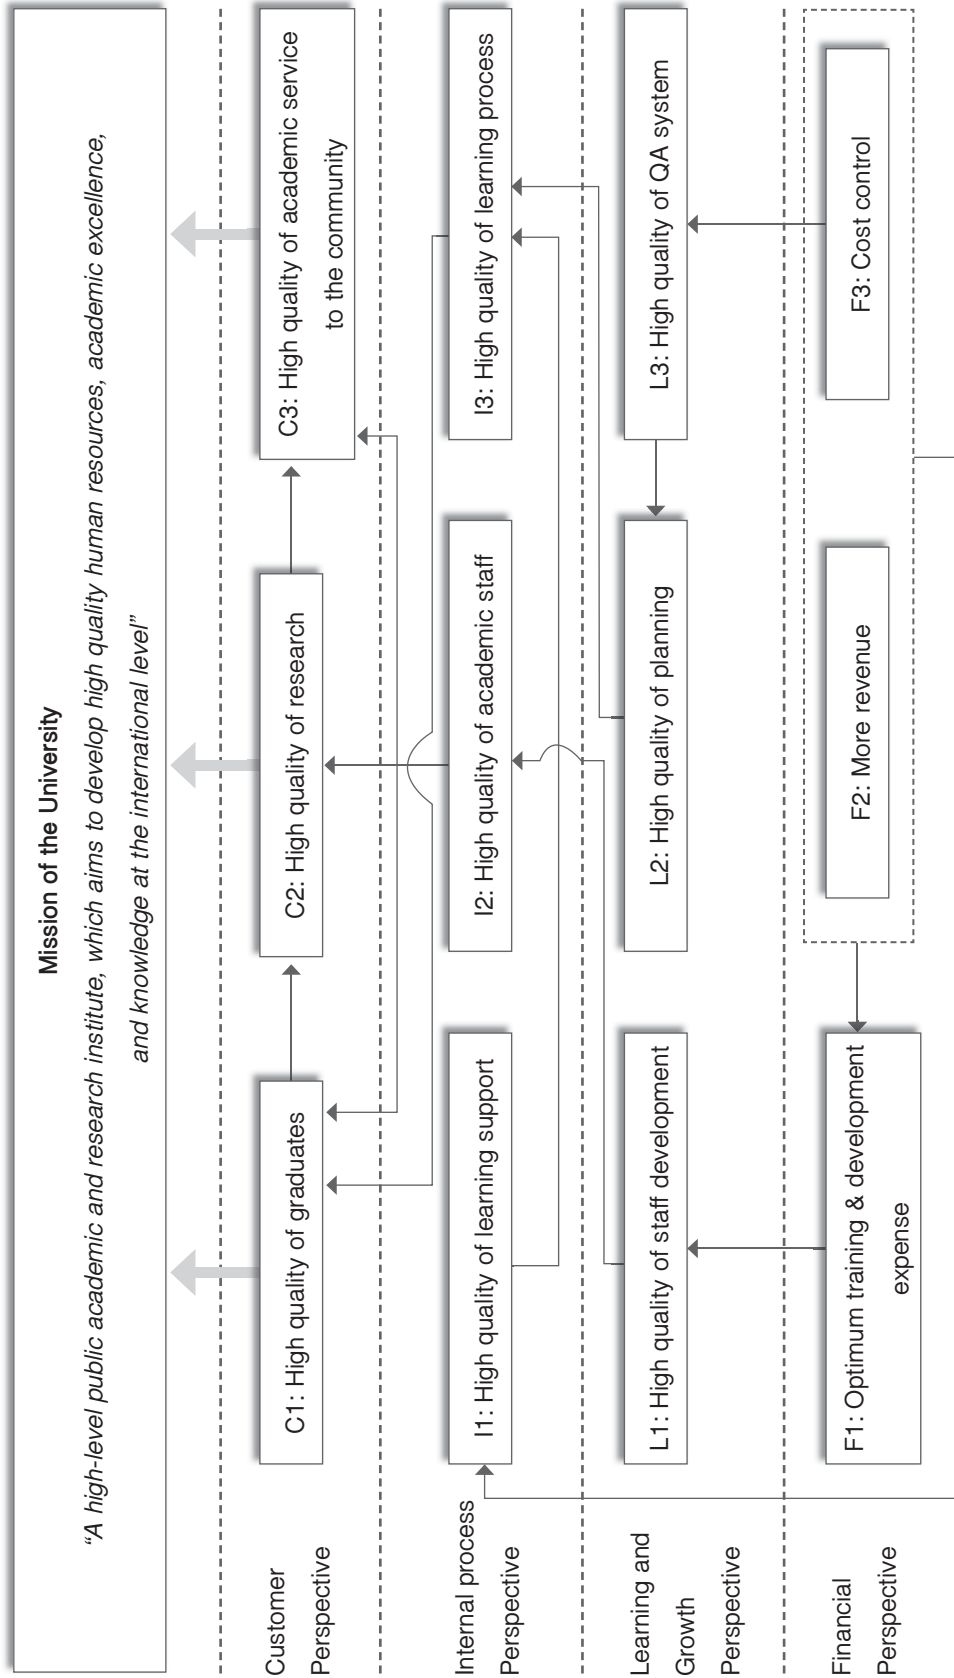 Mission of the University
“A high-level public academic and research institute, which aims to develop high quality human resources, academic excellence,
and knowledge at the international level”
Customer
Perspective
C1: High quality of graduates
C2: High quality of research
C3: High quality of academic service
to the community
Internal process
Perspective
I1: High quality of learning support
I2: High quality of academic staff
I3: High quality of learning process
Learning and
Growth
Perspective
L1: High quality of staff development
L2: High quality of planning
L3: High quality of QA system
Financial
Perspective
F1: Optimum training & development
expense
F2: More revenue
F3: Cost control